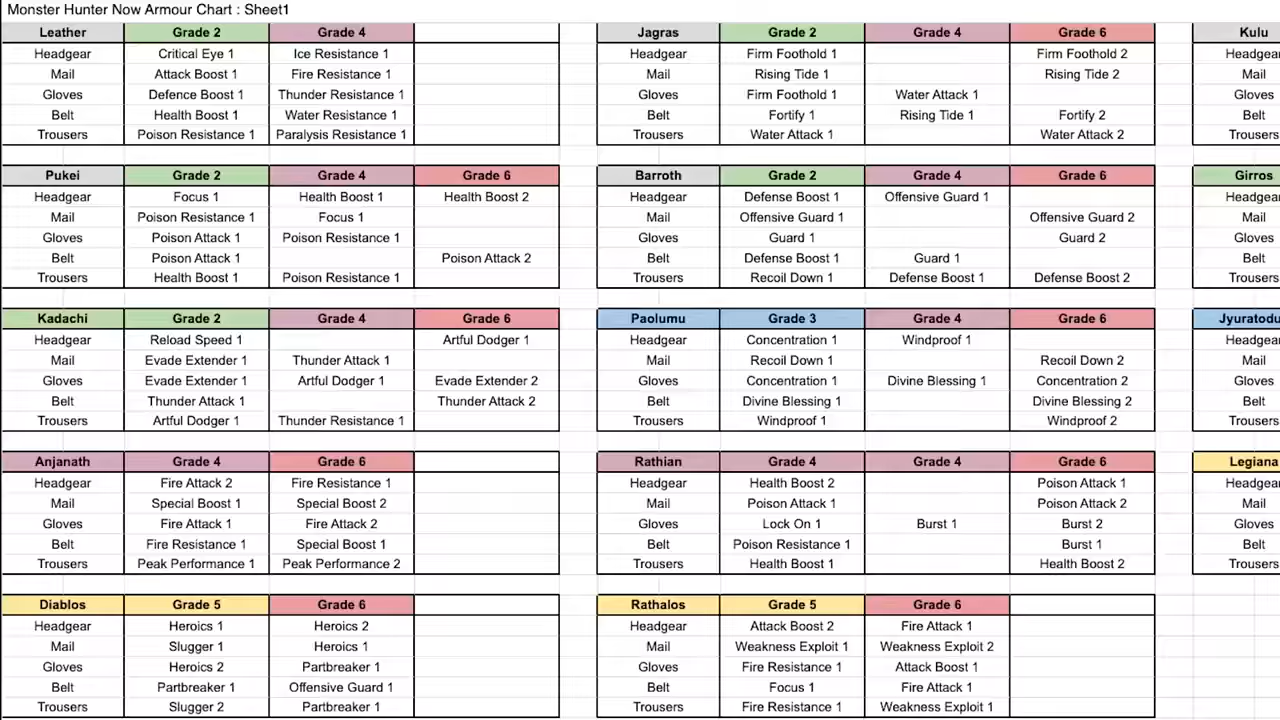 Monster Hunter Now Armour Chart : Sheet1
Leather Grade 2 Grade 4 Jagras Grade 2 Grade 4 Grade 6 Kulu
Headgear Critical Eye 1 Ice Resistance 1 Headgear Firm Foothold 1 Firm Foothold 2 Headgear
Mail Attack Boost 1 Fire Resistance 1 Mail Rising Tide 1 Rising Tide 2 Mail
Gloves Defence Boost 1 Thunder Resistance 1 Gloves Firm Foothold 1 Water Attack 1 Gloves
Belt Health Boost 1 Water Resistance 1 Belt Fortify 1 Rising Tide 1 Fortify 2 Belt
Trousers Poison Resistance 1 Paralysis Resistance 1 Trousers Water Attack 1 Water Attack 2 Trousers
Pukei Grade 2 Grade 4 Grade 6 Barroth Grade 2 Grade 4 Grade 6 Girros
Headgear Focus 1 Health Boost 1 Health Boost 2 Headgear Defense Boost 1 Offensive Guard 1 Headgear
Mail Poison Resistance 1 Focus 1 Mail Offensive Guard 1 Offensive Guard 2 Mail
Gloves Poison Attack 1 Poison Resistance 1 Gloves Guard 1 Guard 2 Gloves
Belt Poison Attack 1 Poison Attack 2 Belt Defense Boost 1 Guard 1 Belt
Trousers Health Boost 1 Poison Resistance 1 Trousers Recoil Down 1 Defense Boost 1 Defense Boost 2 Trousers
Kadachi Grade 2 Grade 4 Grade 6 Paolumu Grade 3 Grade 4 Grade 6 Jyuratodu
Headgear Reload Speed 1 Artful Dodger 1 Headgear Concentration 1 Windproof 1 Headgear
Mail Evade Extender 1 Thunder Attack 1 Mail Recoil Down 1 Recoil Down 2 Mail
Gloves Evade Extender 1 Artful Dodger 1 Evade Extender 2 Gloves Concentration 1 Divine Blessing 1 Concentration 2 Gloves
Belt Thunder Attack 1 Thunder Attack 2 Belt Divine Blessing 1 Divine Blessing 2 Belt
Trousers Artful Dodger 1 Thunder Resistance 1 Trousers Windproof 1 Windproof 2 Trousers
Anjanath Grade 4 Grade 6 Rathian Grade 4 Grade 4 Grade 6 Legiana
Headgear Fire Attack 2 Fire Resistance 1 Headgear Health Boost 2 Poison Attack 1 Headgear
Mail Special Boost 1 Special Boost 2 Mail Poison Attack 1 Poison Attack 2 Mail
Gloves Fire Attack 1 Fire Attack 2 Gloves Lock On 1 Burst 1 Burst 2 Gloves
Belt Fire Resistance 1 Special Boost 1 Belt Poison Resistance 1 Burst 1 Belt
Trousers Peak Performance 1 Peak Performance 2 Trousers Health Boost 1 Health Boost 2 Trousers
Diablos Grade 5 Grade 6 Rathalos Grade 5 Grade 6
Headgear Heroics 1 Heroics 2 Headgear Attack Boost 2 Fire Attack 1
Mail Slugger 1 Heroics 1 Mail Weakness Exploit 1 Weakness Exploit 2
Gloves Heroics 2 Partbreaker 1 Gloves Fire Resistance 1 Attack Boost 1
Belt Partbreaker 1 Offensive Guard 1 Belt Focus 1 Fire Attack 1
Trousers Slugger 2 Partbreaker 1 Trousers Fire Resistance 1 Weakness Exploit 1